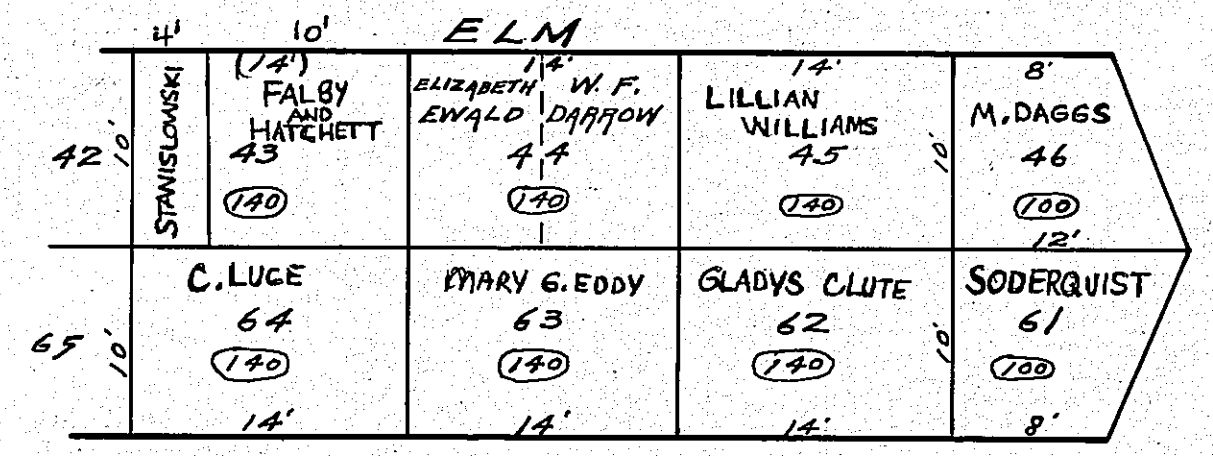 4' 10' ELM
(14') 14' 14' 8'
STANISLOWSKI
FALBY
AND
HATCHETT
43
140
ELIZABETH
EWALD
W. F.
DARROW
44
140
LILLIAN
WILLIAMS
45
140
10'
M. DAGGS
46
100
12'
42 10'
C. LUCE
64
140
14'
MARY G. EDDY
63
140
14'
GLADYS CLUTE
62
140
14'
10'
SODERQUIST
61
100
8'
65 10'